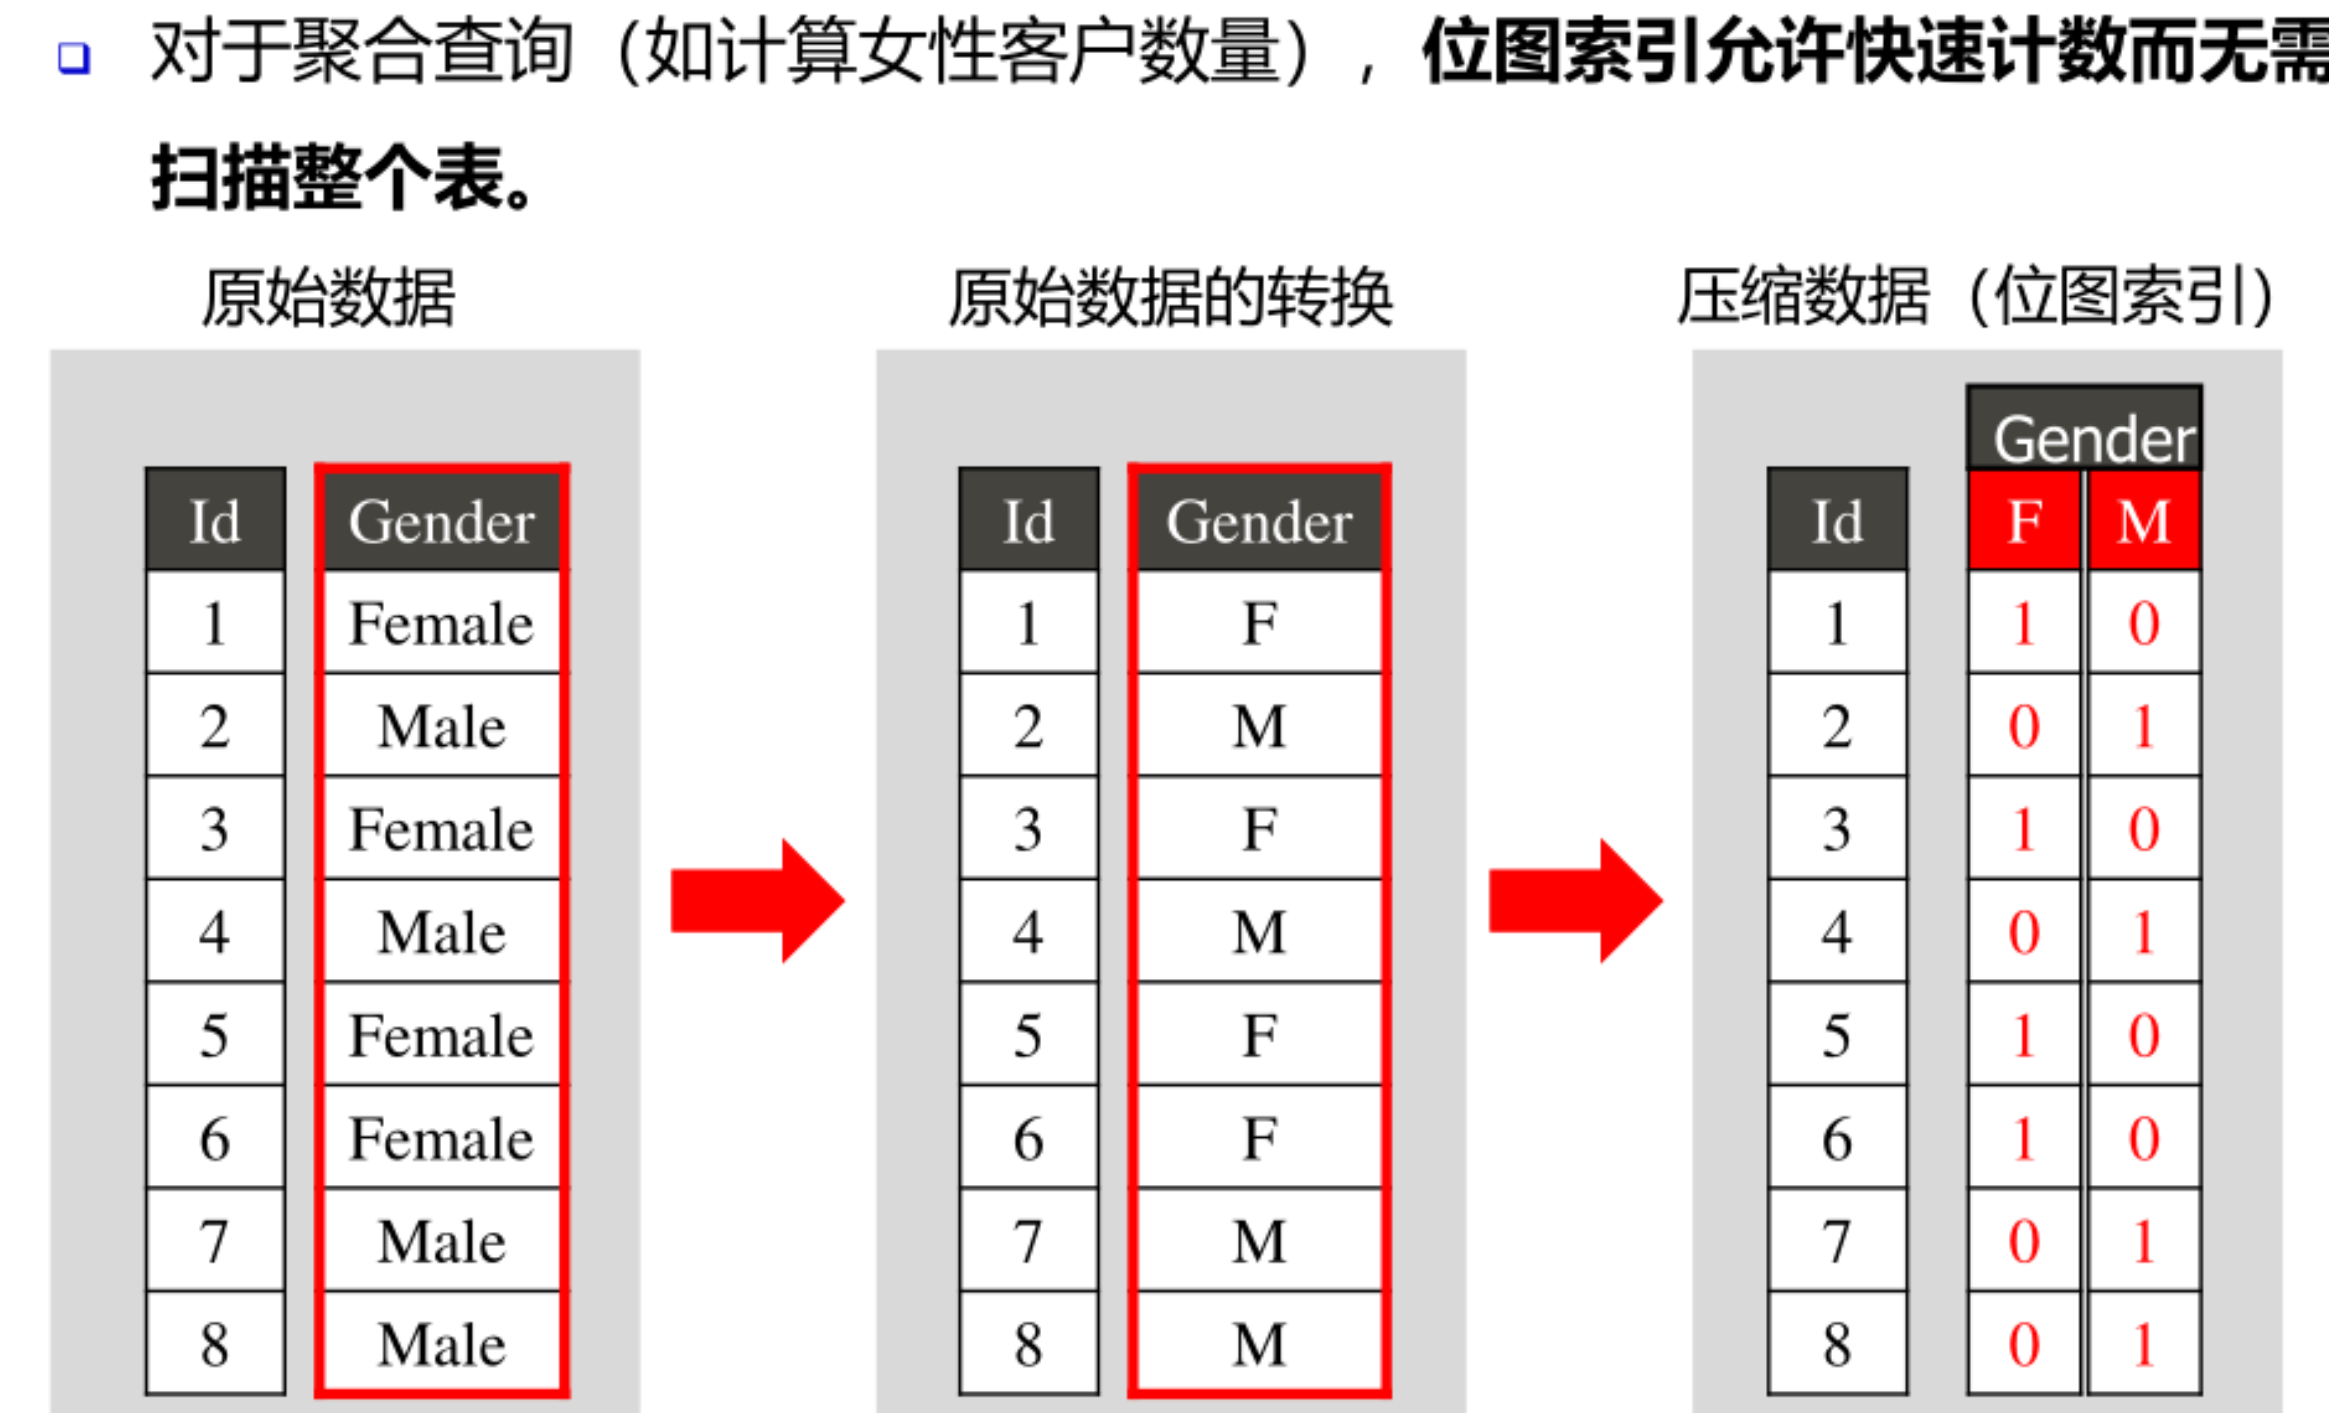 对于聚合查询（如计算女性客户数量），位图索引允许快速计数而无需
扫描整个表。
原始数据 原始数据的转换 压缩数据（位图索引）
Gender
Id Gender Id Gender Id F M
1 Female 1 F 1 1 0
2 Male 2 M 2 0 1
3 Female 3 F 3 1 0
4 Male 4 M 4 0 1
5 Female 5 F 5 1 0
6 Female 6 F 6 1 0
7 Male 7 M 7 0 1
8 Male 8 M 8 0 1